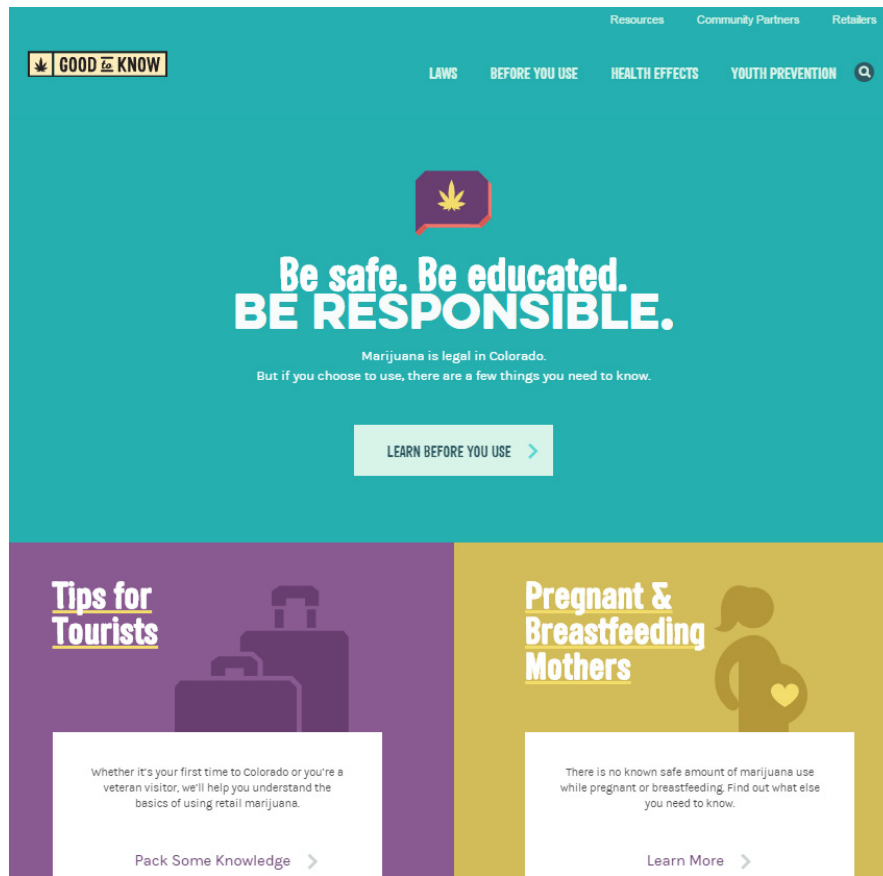 Resources Community Partners Retailers
GOOD to KNOW
LAWS BEFORE YOU USE HEALTH EFFECTS YOUTH PREVENTION
Be safe. Be educated.
BE RESPONSIBLE.
Marijuana is legal in Colorado.
But if you choose to use, there are a few things you need to know.
LEARN BEFORE YOU USE
Tips for
Tourists
Whether it's your first time to Colorado or you're a
veteran visitor, we'll help you understand the
basics of using retail marijuana.
Pack Some Knowledge
Pregnant &
Breastfeeding
Mothers
There is no known safe amount of marijuana use
while pregnant or breastfeeding. Find out what else
you need to know.
Learn More